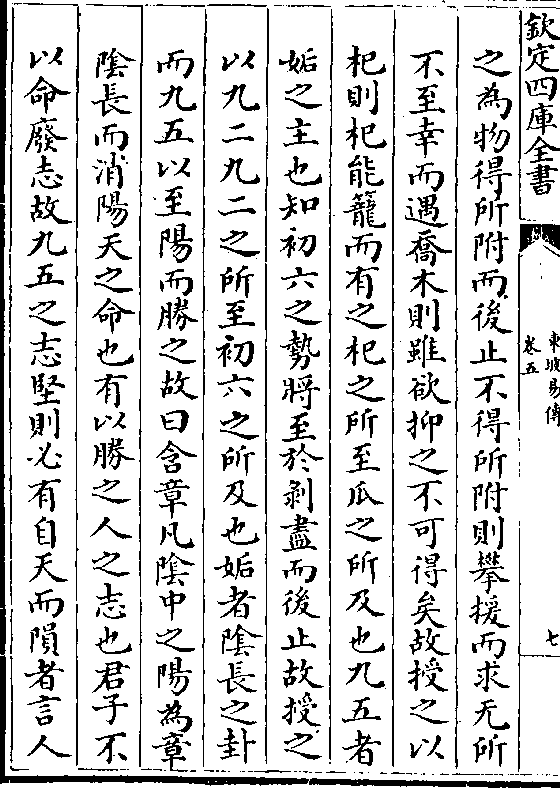 欽定四庫全書
東坡易傳
卷五
七
之為物得所附而後止不得所附則攀援而求无所
不至幸而遇喬木則雖欲抑之不可得矣故授之以
杞則杞能籠而有之杞之所至瓜之所及也九五者
姤之主也知初六之勢將至於剥盡而後止故授之
以九二九二之所至初六之所及也姤者陰長之卦
而九五以至陽而勝之故曰含章凡陰中之陽為章
陰長而消陽天之命也有以勝之人之志也君子不
以命廢志故九五之志堅則必有自天而隕者言人